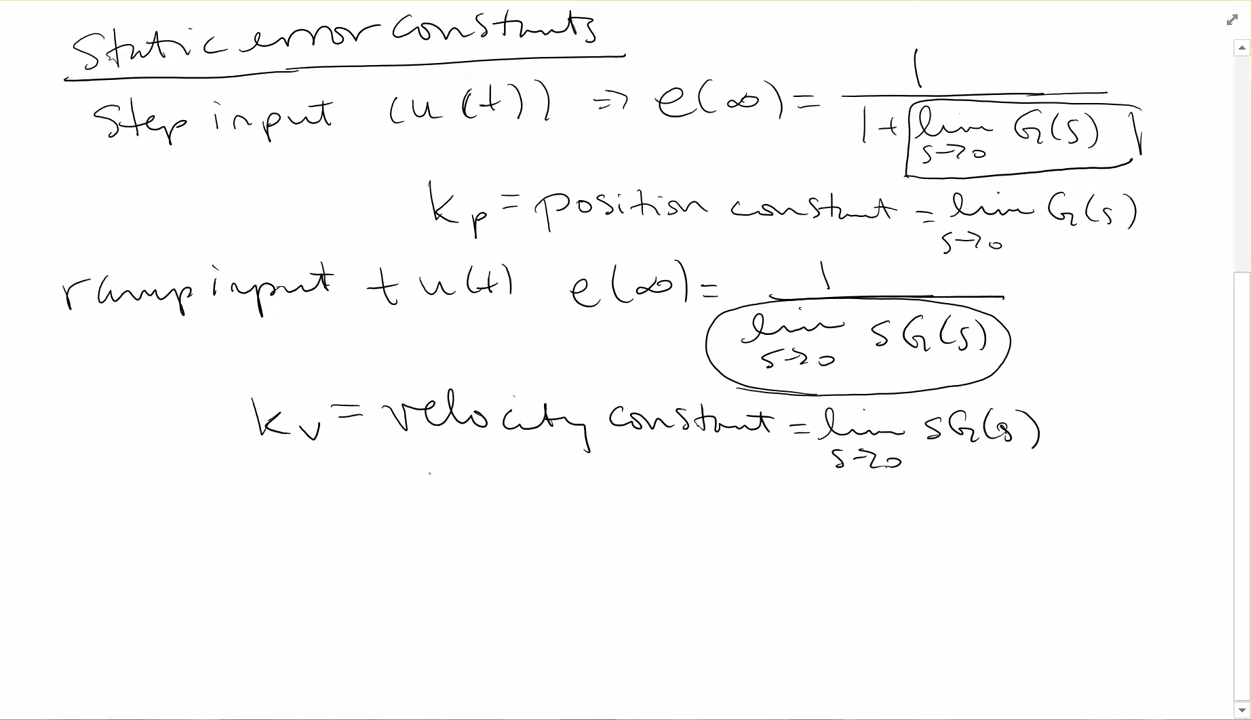 Static error constants
Step input (u(t)) ⇒ e(∞) = 1 / (1 + lim s→0 G(s))
Kp = position constant = lim s→0 G(s)
ramp input t u(t) e(∞) = 1 / (lim s→0 sG(s))
Kv = velocity constant = lim s→0 sG(s)